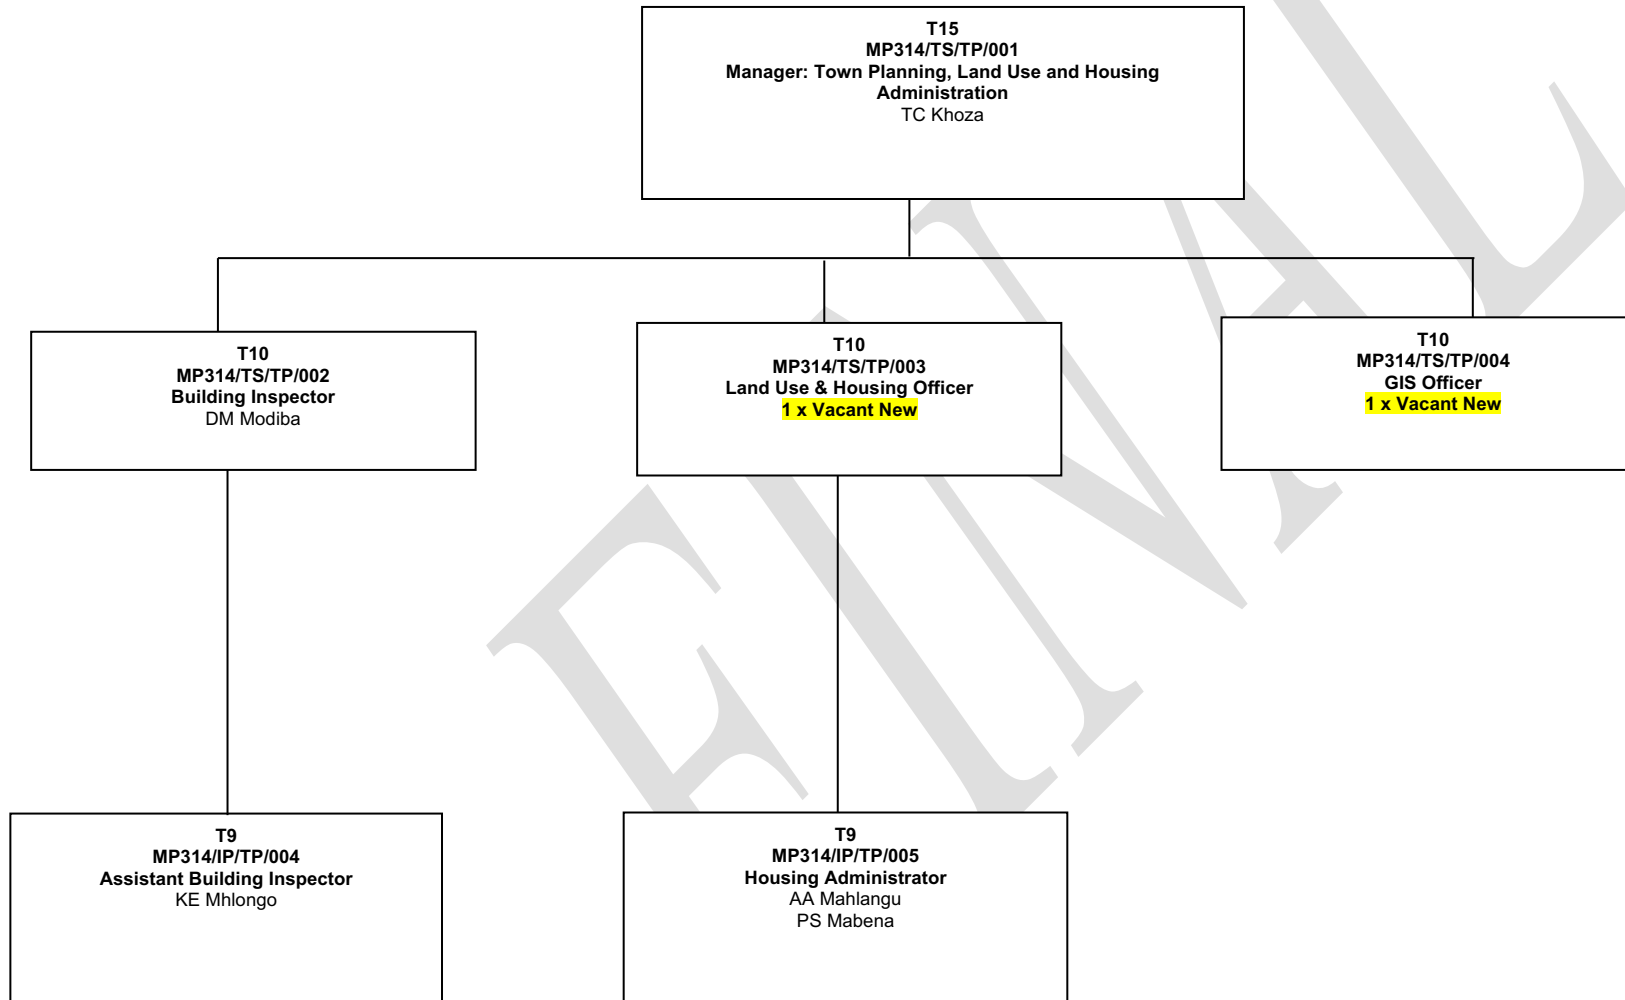 T15
MP314/TS/TP/001
Manager: Town Planning, Land Use and Housing
Administration
TC Khoza
T10
MP314/TS/TP/002
Building Inspector
DM Modiba
T10
MP314/TS/TP/003
Land Use & Housing Officer
1 x Vacant New
T10
MP314/TS/TP/004
GIS Officer
1 x Vacant New
T9
MP314/IP/TP/004
Assistant Building Inspector
KE Mhlongo
T9
MP314/IP/TP/005
Housing Administrator
AA Mahlangu
PS Mabena
FINAL